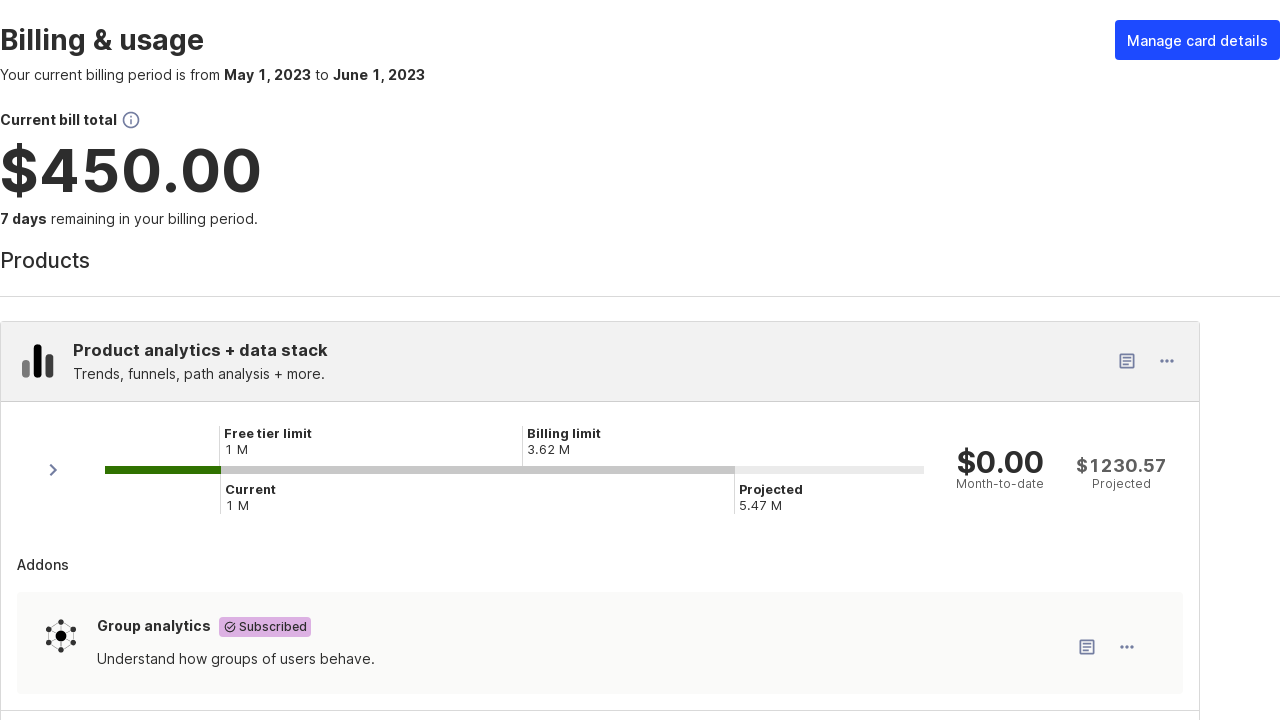 Billing & usage
Manage card details
Your current billing period is from May 1, 2023 to June 1, 2023
Current bill total
$450.00
7 days remaining in your billing period.
Products
Product analytics + data stack
Trends, funnels, path analysis + more.
Free tier limit
1 M
Billing limit
3.62 M
Current
1 M
Projected
5.47 M
$0.00
Month-to-date
$1230.57
Projected
Addons
Group analytics
Subscribed
Understand how groups of users behave.